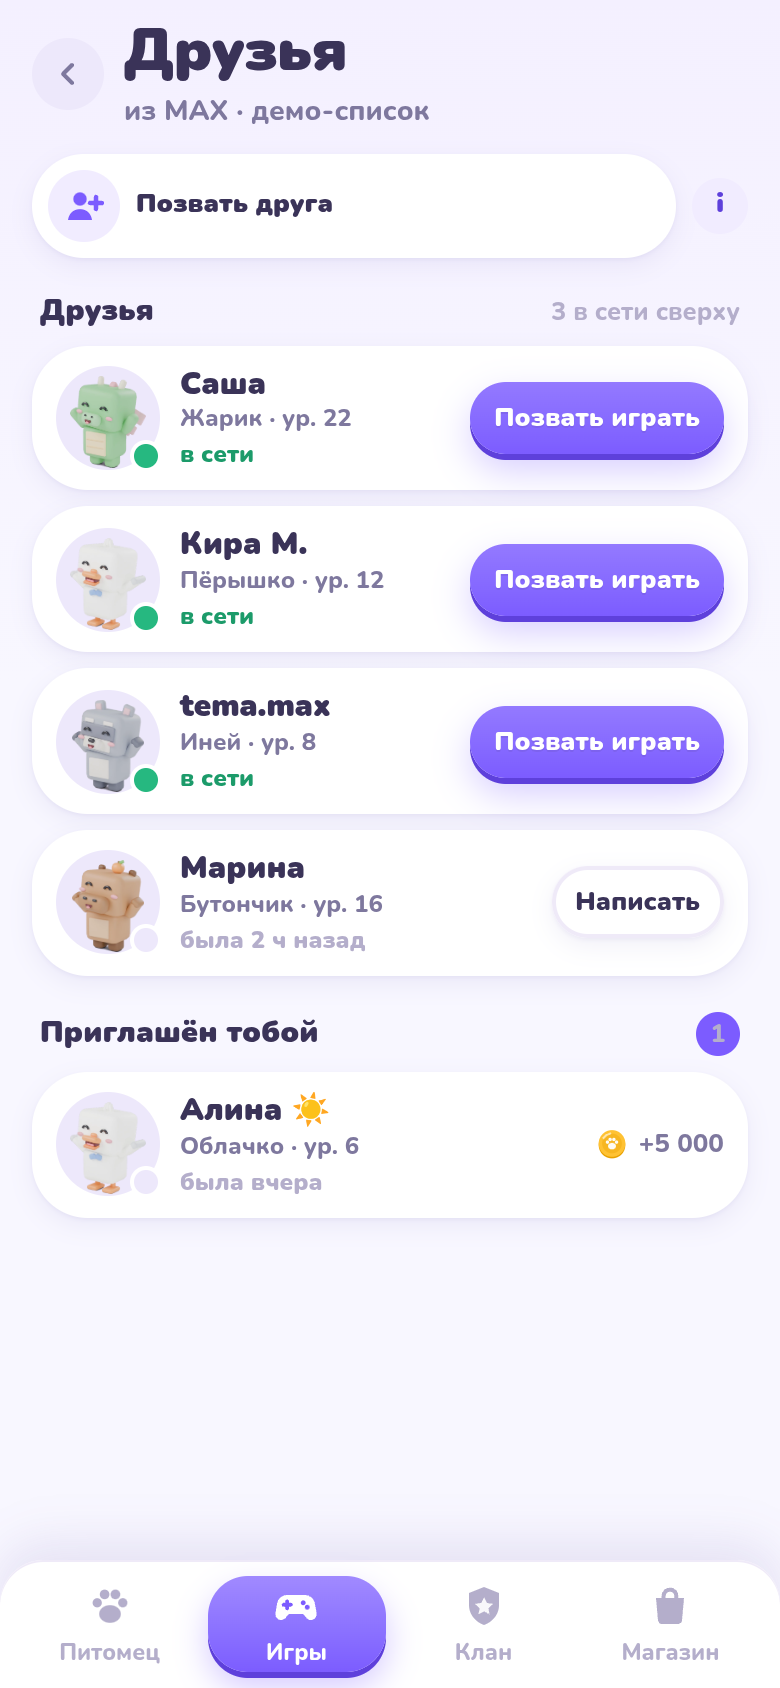 Друзья
из MAX · демо-список
Позвать друга
i
Друзья
3 в сети сверху
Саша
Жарик · ур. 22
в сети
Позвать играть
Кира М.
Пёрышко · ур. 12
в сети
Позвать играть
tema.max
Иней · ур. 8
в сети
Позвать играть
Марина
Бутончик · ур. 16
была 2 ч назад
Написать
Приглашён тобой
1
Алина ☀️
Облачко · ур. 6
была вчера
+5 000
Питомец
Игры
Клан
Магазин